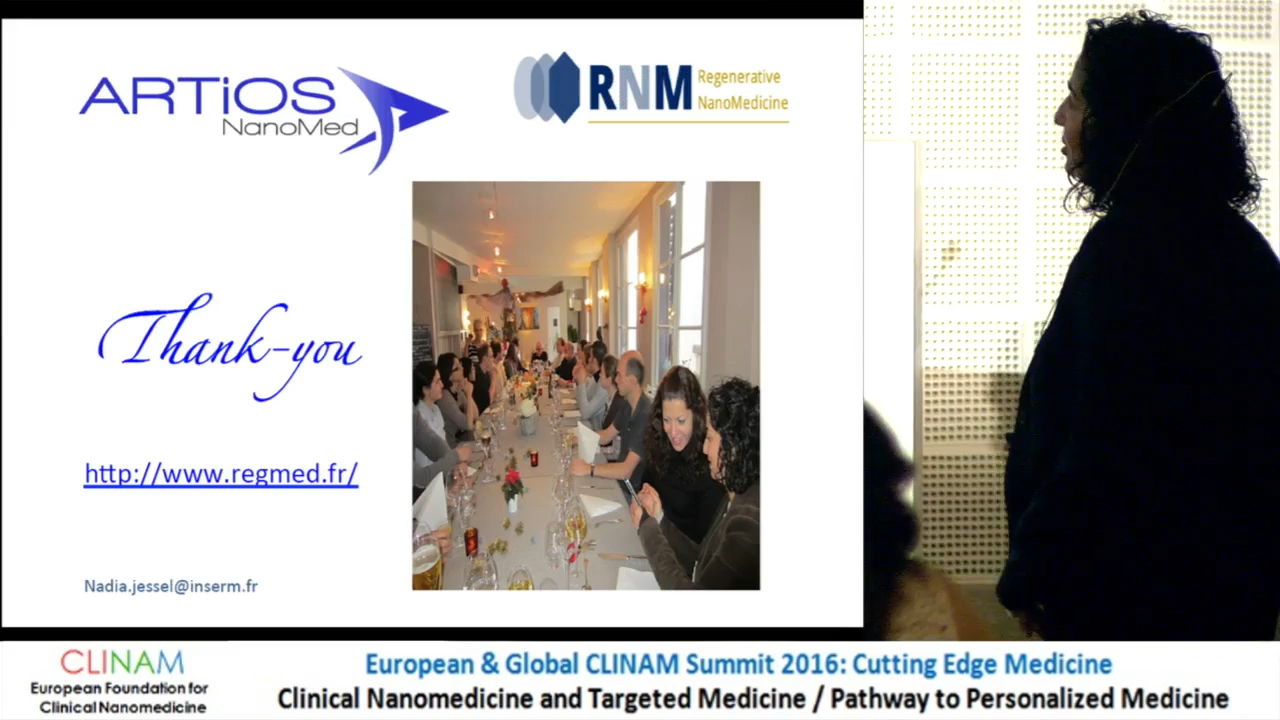 ARTiOS
NanoMed
RNM
Regenerative
NanoMedicine
Thank-you
http://www.regmed.fr/
Nadia.jessel@inserm.fr
CLINAM
European Foundation for
Clinical Nanomedicine
European & Global CLINAM Summit 2016: Cutting Edge Medicine
Clinical Nanomedicine and Targeted Medicine / Pathway to Personalized Medicine